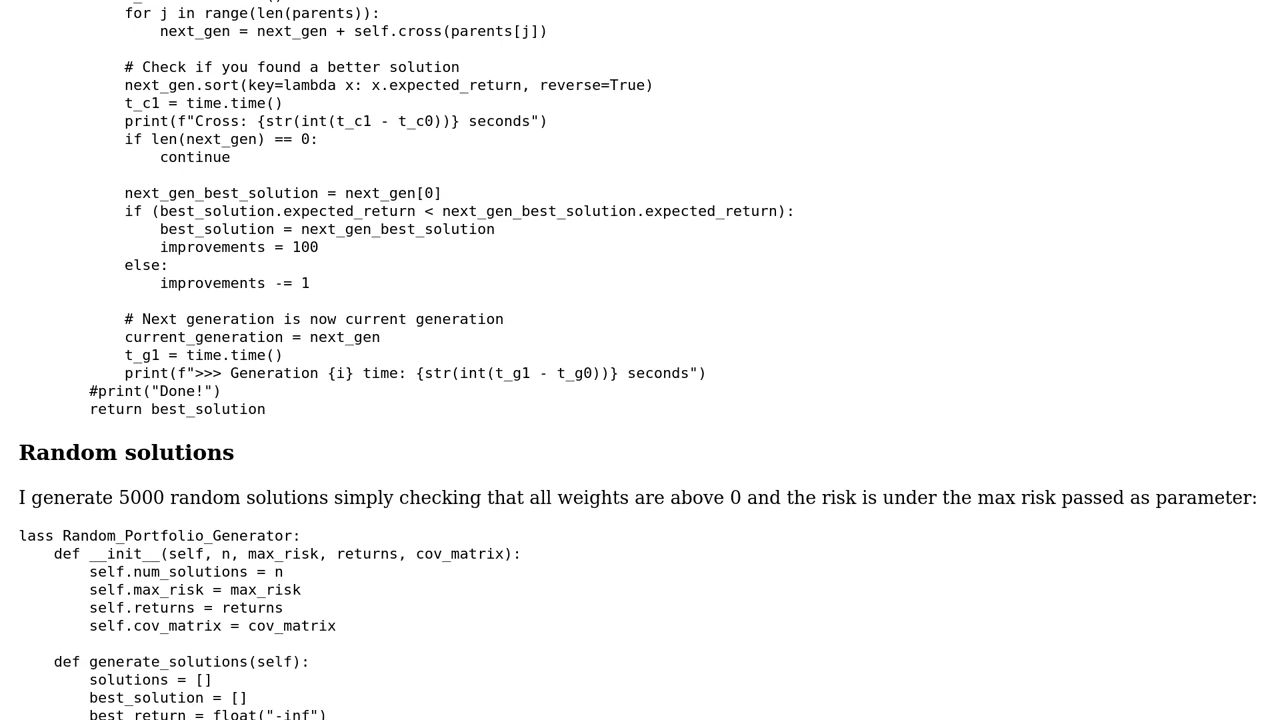 for j in range(len(parents)):
next_gen = next_gen + self.cross(parents[j])
# Check if you found a better solution
next_gen.sort(key=lambda x: x.expected_return, reverse=True)
t_c1 = time.time()
print(f"Cross: {str(int(t_c1 - t_c0))} seconds")
if len(next_gen) == 0:
continue
next_gen_best_solution = next_gen[0]
if (best_solution.expected_return < next_gen_best_solution.expected_return):
best_solution = next_gen_best_solution
improvements = 100
else:
improvements -= 1
# Next generation is now current generation
current_generation = next_gen
t_g1 = time.time()
print(f">>> Generation {i} time: {str(int(t_g1 - t_g0))} seconds")
#print("Done!")
return best_solution
Random solutions
I generate 5000 random solutions simply checking that all weights are above 0 and the risk is under the max risk passed as parameter:
lass Random_Portfolio_Generator:
def __init__(self, n, max_risk, returns, cov_matrix):
self.num_solutions = n
self.max_risk = max_risk
self.returns = returns
self.cov_matrix = cov_matrix
def generate_solutions(self):
solutions = []
best_solution = []
best_return = float("-inf")